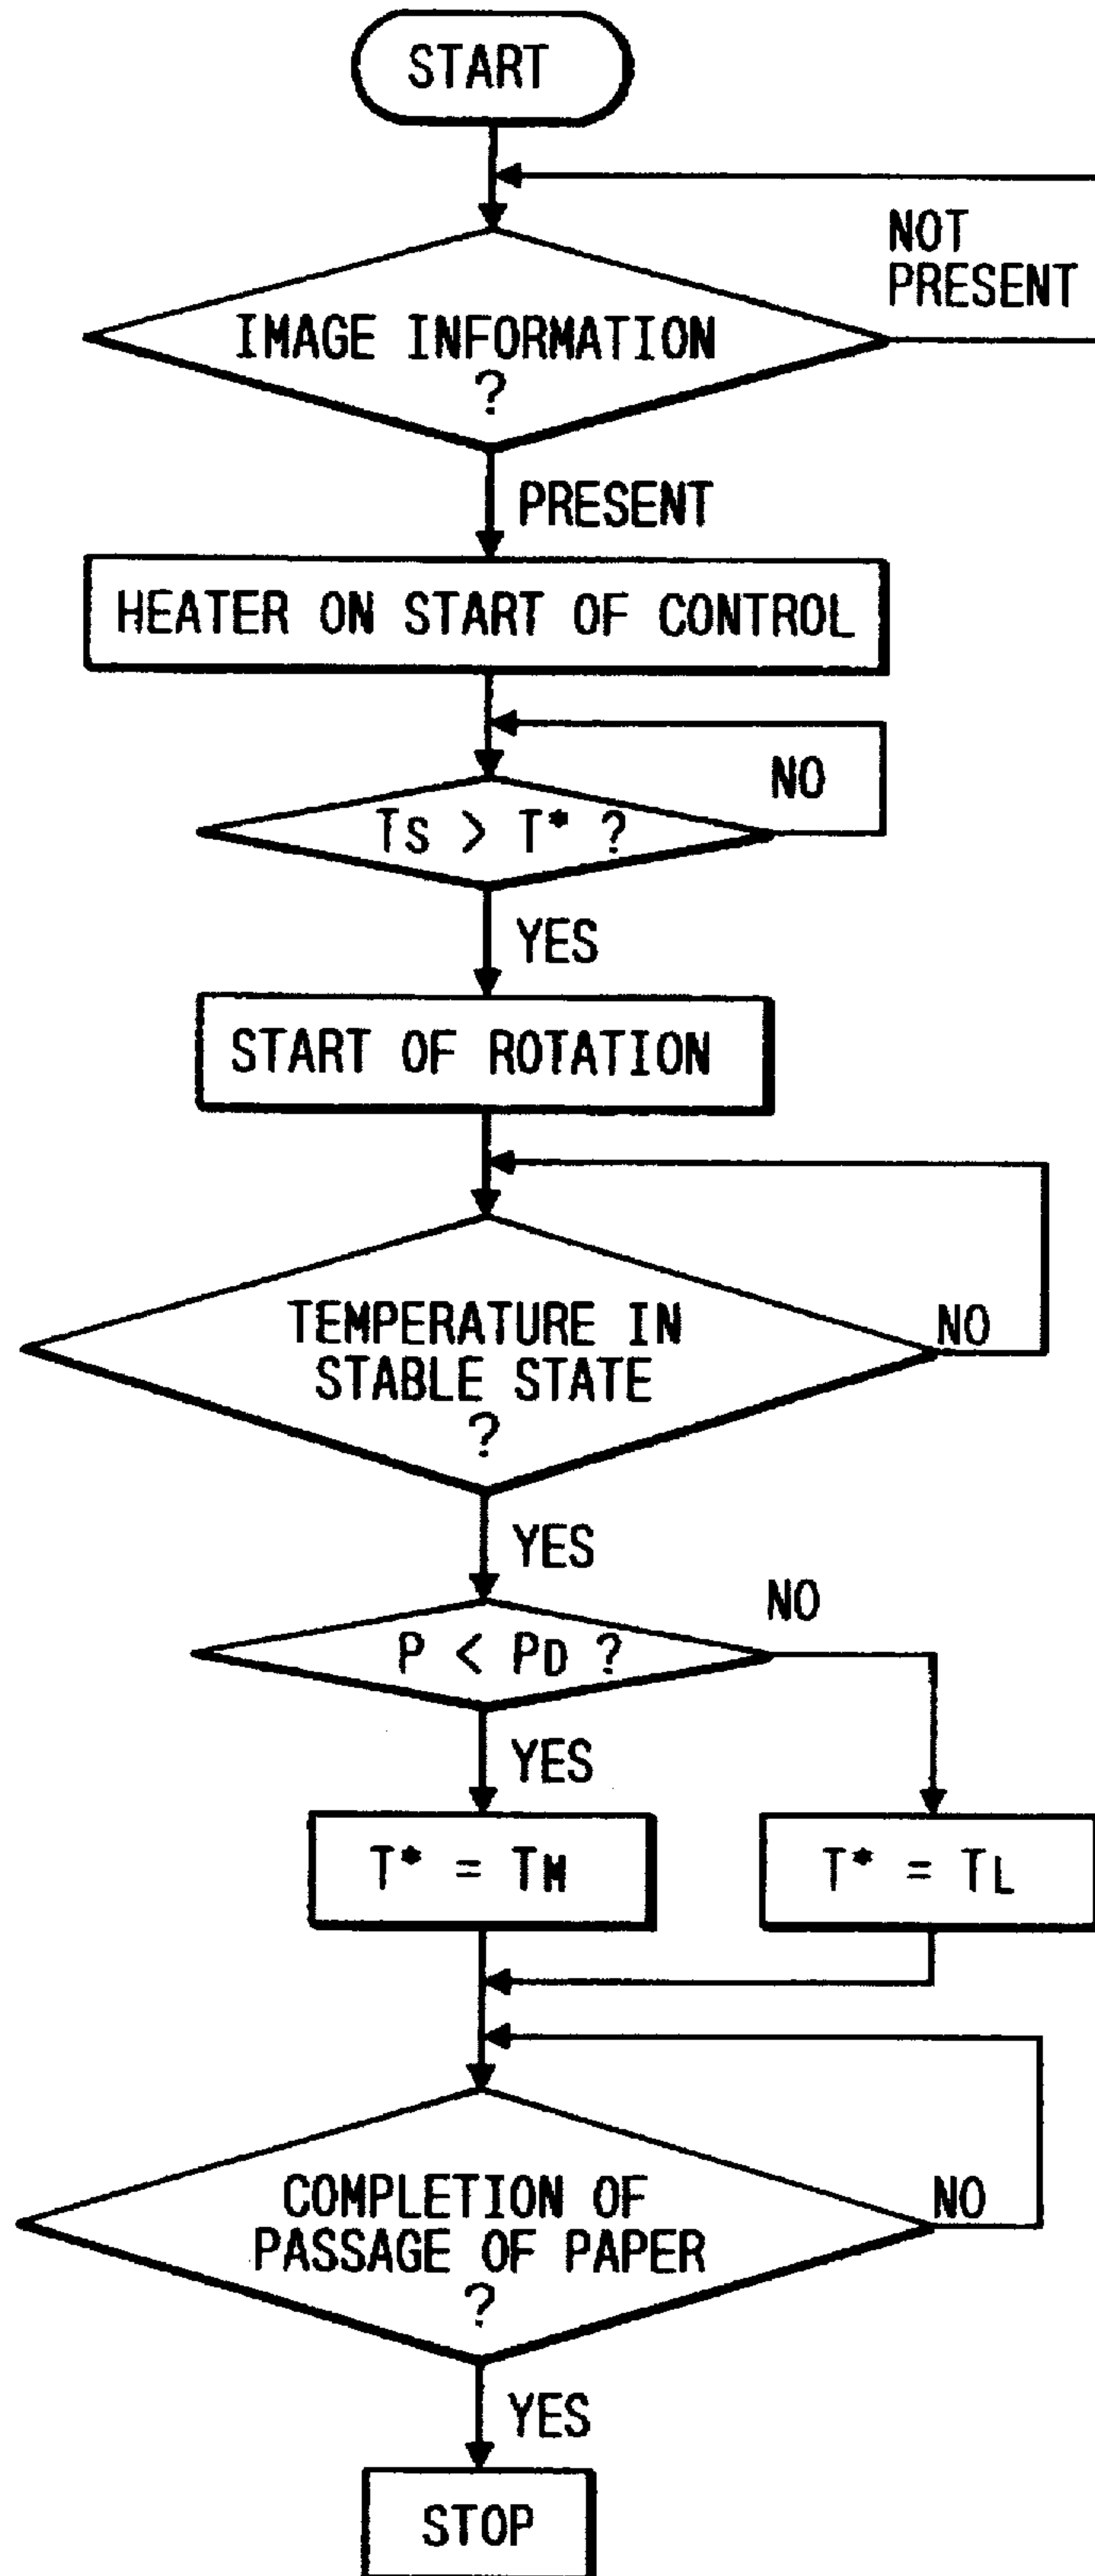 START
NOT
PRESENT
IMAGE INFORMATION
?
PRESENT
HEATER ON START OF CONTROL
NO
TS > T* ?
YES
START OF ROTATION
TEMPERATURE IN
STABLE STATE
?
NO
YES
NO
P < PD ?
YES
T* = TM
T* = TL
COMPLETION OF
PASSAGE OF PAPER
?
NO
YES
STOP